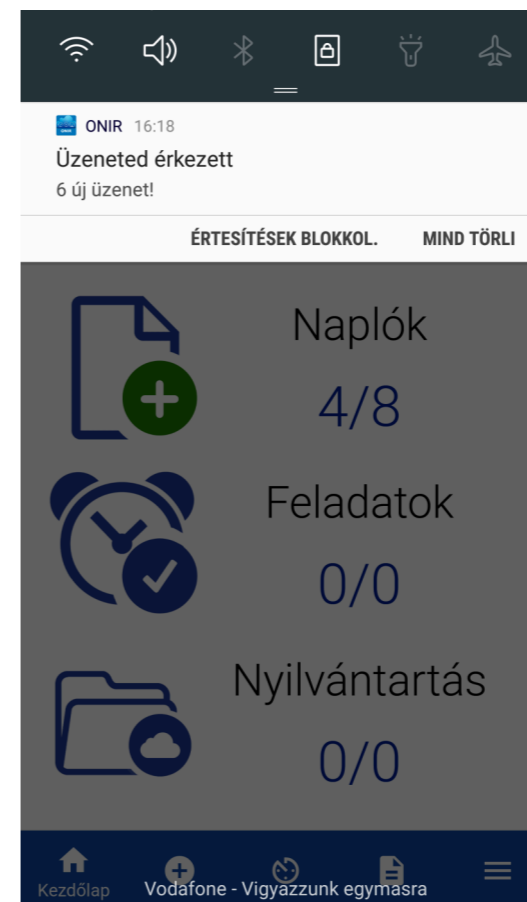 ONIR 16:18
Üzeneted érkezett
6 új üzenet!
ÉRTESÍTÉSEK BLOKKOL. MIND TÖRLI
Naplók
4/8
Feladatok
0/0
Nyilvántartás
0/0
Kezdőlap
Vodafone - Vigyázzunk egymásra